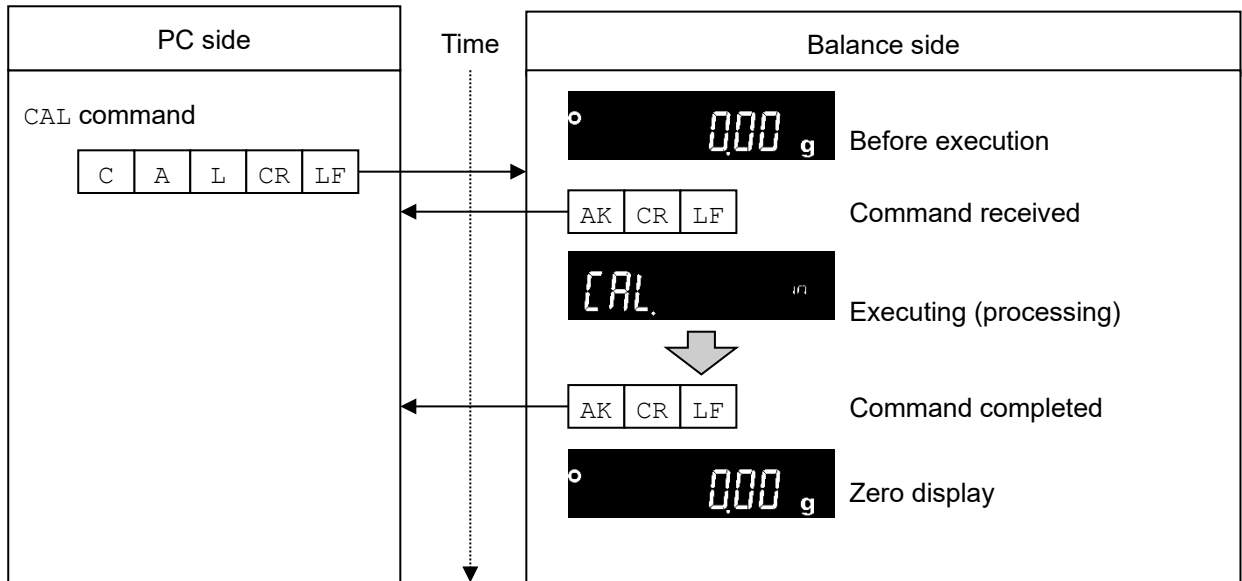 PC side
Time
Balance side
CAL command
C A L CR LF
0.00 g
Before execution
AK CR LF
Command received
CAL. in
Executing (processing)
AK CR LF
Command completed
0.00 g
Zero display